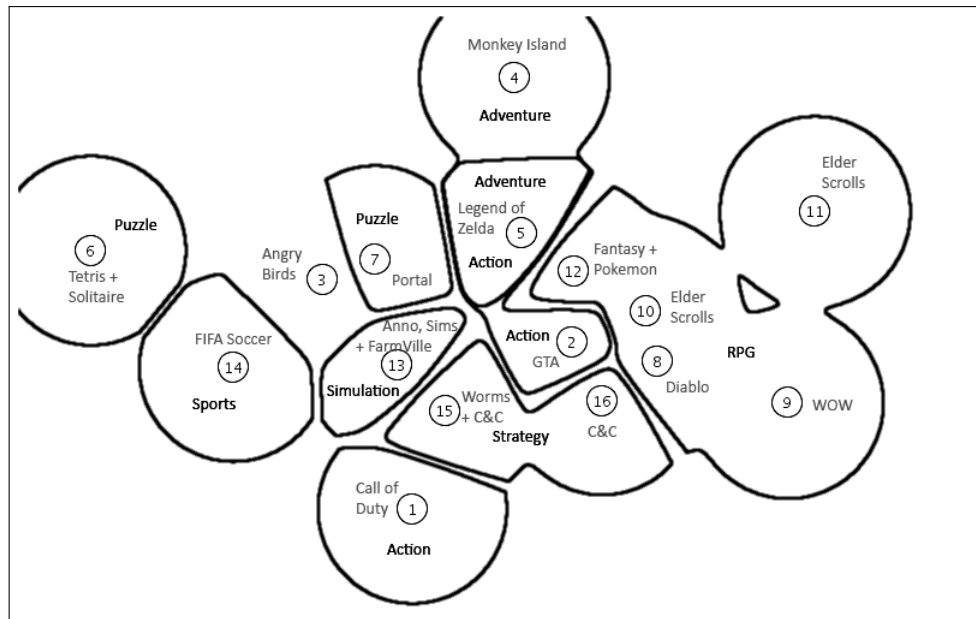 Monkey Island
4
Adventure
Elder
Scrolls
11
Puzzle
6
Tetris +
Solitaire
Adventure
Legend of
Zelda
5
Action
Puzzle
7
Portal
Angry
Birds
3
Fantasy +
Pokemon
12
Elder
Scrolls
10
RPG
8
Diablo
9
WOW
Action
2
GTA
Anno, Sims
+ FarmVille
13
Simulation
FIFA Soccer
14
Sports
Worms
+ C&C
15
Strategy
16
C&C
Call of
Duty
1
Action